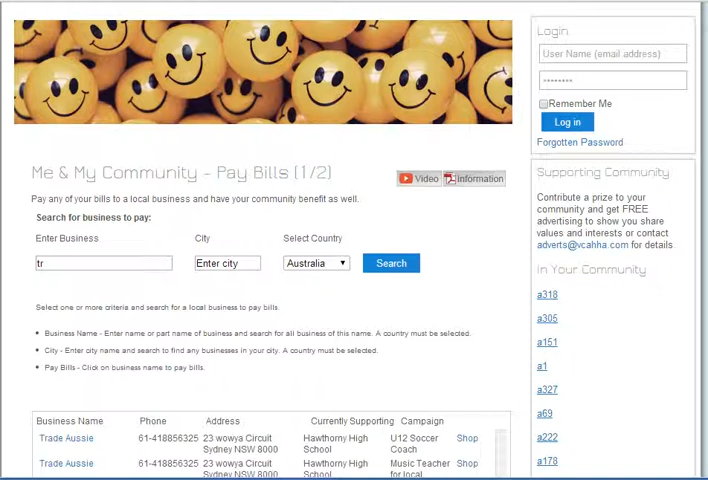 Login
User Name (email address)
********
Remember Me
Log in
Forgotten Password
Me & My Community - Pay Bills (1/2)
Video
Information
Pay any of your bills to a local business and have your community benefit as well.
Search for business to pay:
Enter Business City Select Country
tr Enter city Australia Search
Select one or more criteria and search for a local business to pay bills.
Business Name - Enter name or part name of business and search for all business of this name. A country must be selected.
City - Enter city name and search to find any businesses in your city. A country must be selected.
Pay Bills - Click on business name to pay bills.
Business Name Phone Address Currently Supporting Campaign
Trade Aussie 61-418856325 23 wowya Circuit Hawthorny High U12 Soccer Shop
Sydney NSW 8000 School Coach
Trade Aussie 61-418856325 23 wowya Circuit Hawthorny High Music Teacher Shop
Sydney NSW 8000 School for local
Supporting Community
Contribute a prize to your
community and get FREE
advertising to show you share
values and interests or contact
adverts@vcahha.com for details
In Your Community
a318
a305
a151
a1
a327
a69
a222
a178